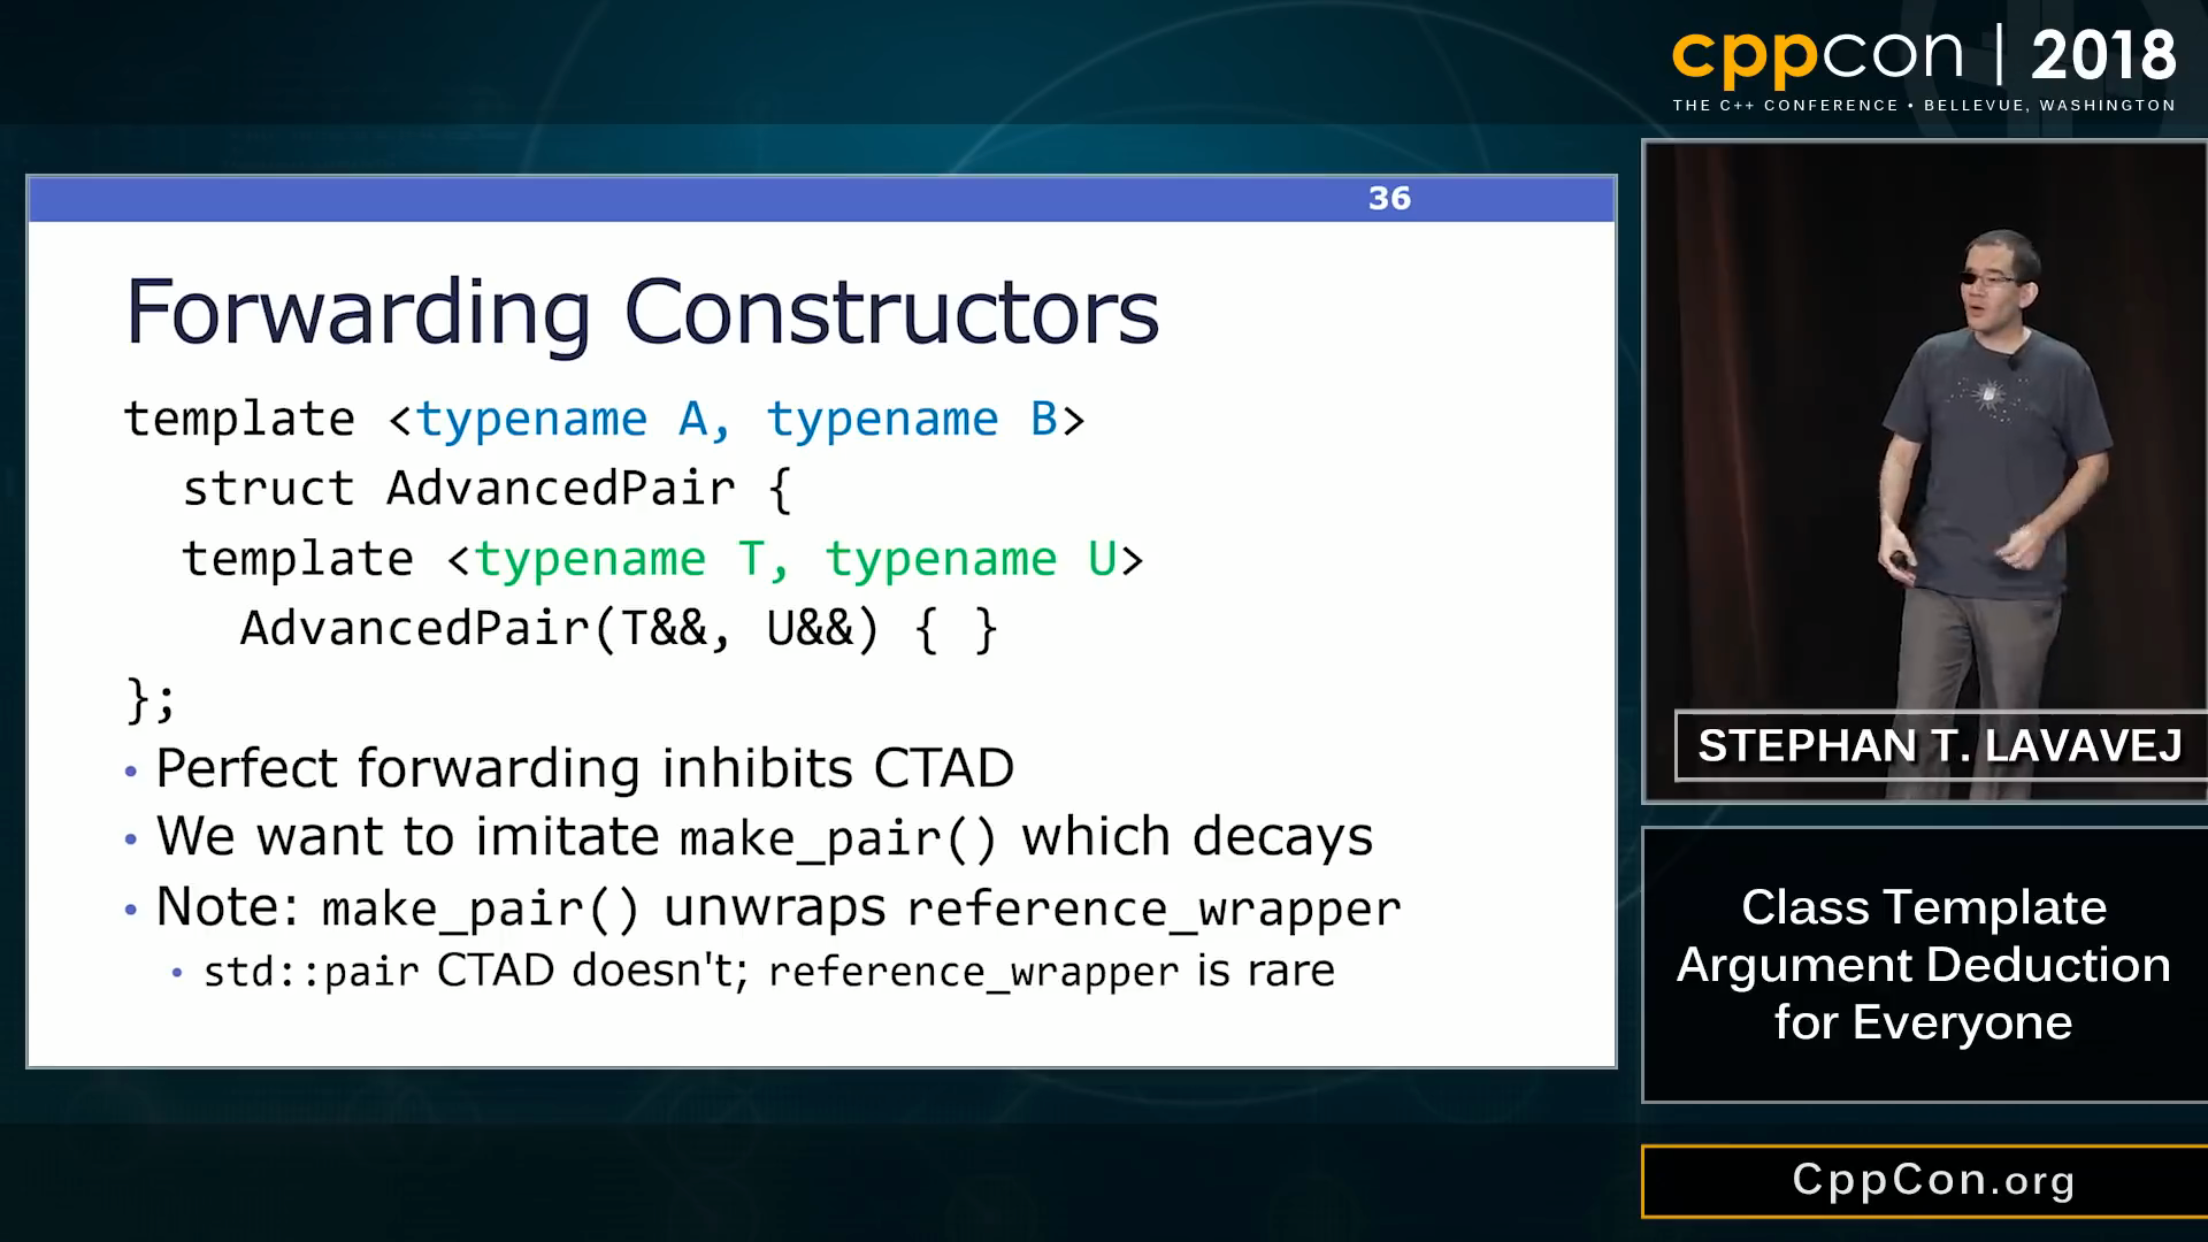 cppcon | 2018
THE C++ CONFERENCE • BELLEVUE, WASHINGTON
36
Forwarding Constructors
template <typename A, typename B>
struct AdvancedPair {
template <typename T, typename U>
AdvancedPair(T&&, U&&) { }
};
• Perfect forwarding inhibits CTAD
• We want to imitate make_pair() which decays
• Note: make_pair() unwraps reference_wrapper
• std::pair CTAD doesn't; reference_wrapper is rare
STEPHAN T. LAVAVEJ
Class Template
Argument Deduction
for Everyone
CppCon.org